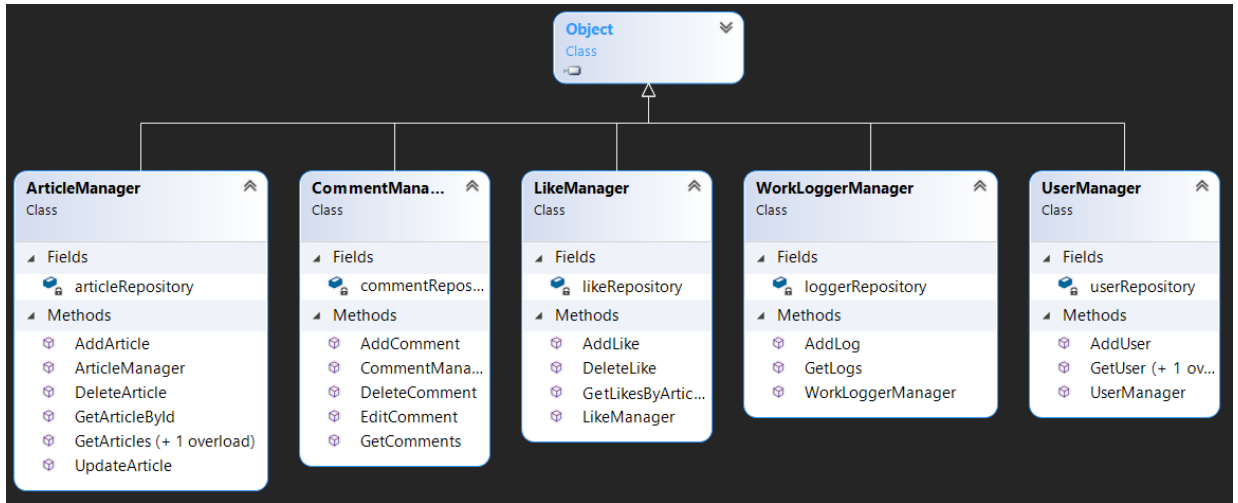 Object
Class
ArticleManager
Class
Fields
articleRepository
Methods
AddArticle
ArticleManager
DeleteArticle
GetArticleById
GetArticles (+ 1 overload)
UpdateArticle
CommentMana...
Class
Fields
commentRepos...
Methods
AddComment
CommentMana...
DeleteComment
EditComment
GetComments
LikeManager
Class
Fields
likeRepository
Methods
AddLike
DeleteLike
GetLikesByArtic...
LikeManager
WorkLoggerManager
Class
Fields
loggerRepository
Methods
AddLog
GetLogs
WorkLoggerManager
UserManager
Class
Fields
userRepository
Methods
AddUser
GetUser (+ 1 ov...
UserManager